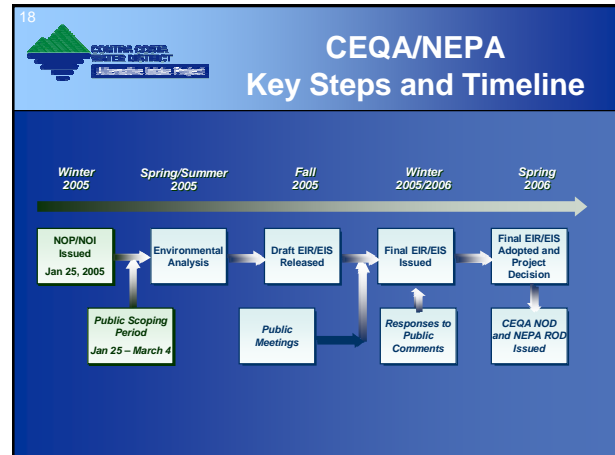 18
CONTRA COSTA
WATER DISTRICT
Alternative Intake Project
CEQA/NEPA
Key Steps and Timeline
Winter
2005
Spring/Summer
2005
Fall
2005
Winter
2005/2006
Spring
2006
NOP/NOI
Issued
Jan 25, 2005
Environmental
Analysis
Draft EIR/EIS
Released
Final EIR/EIS
Issued
Final EIR/EIS
Adopted and
Project
Decision
Public Scoping
Period
Jan 25 – March 4
Public
Meetings
Responses to
Public
Comments
CEQA NOD
and NEPA ROD
Issued